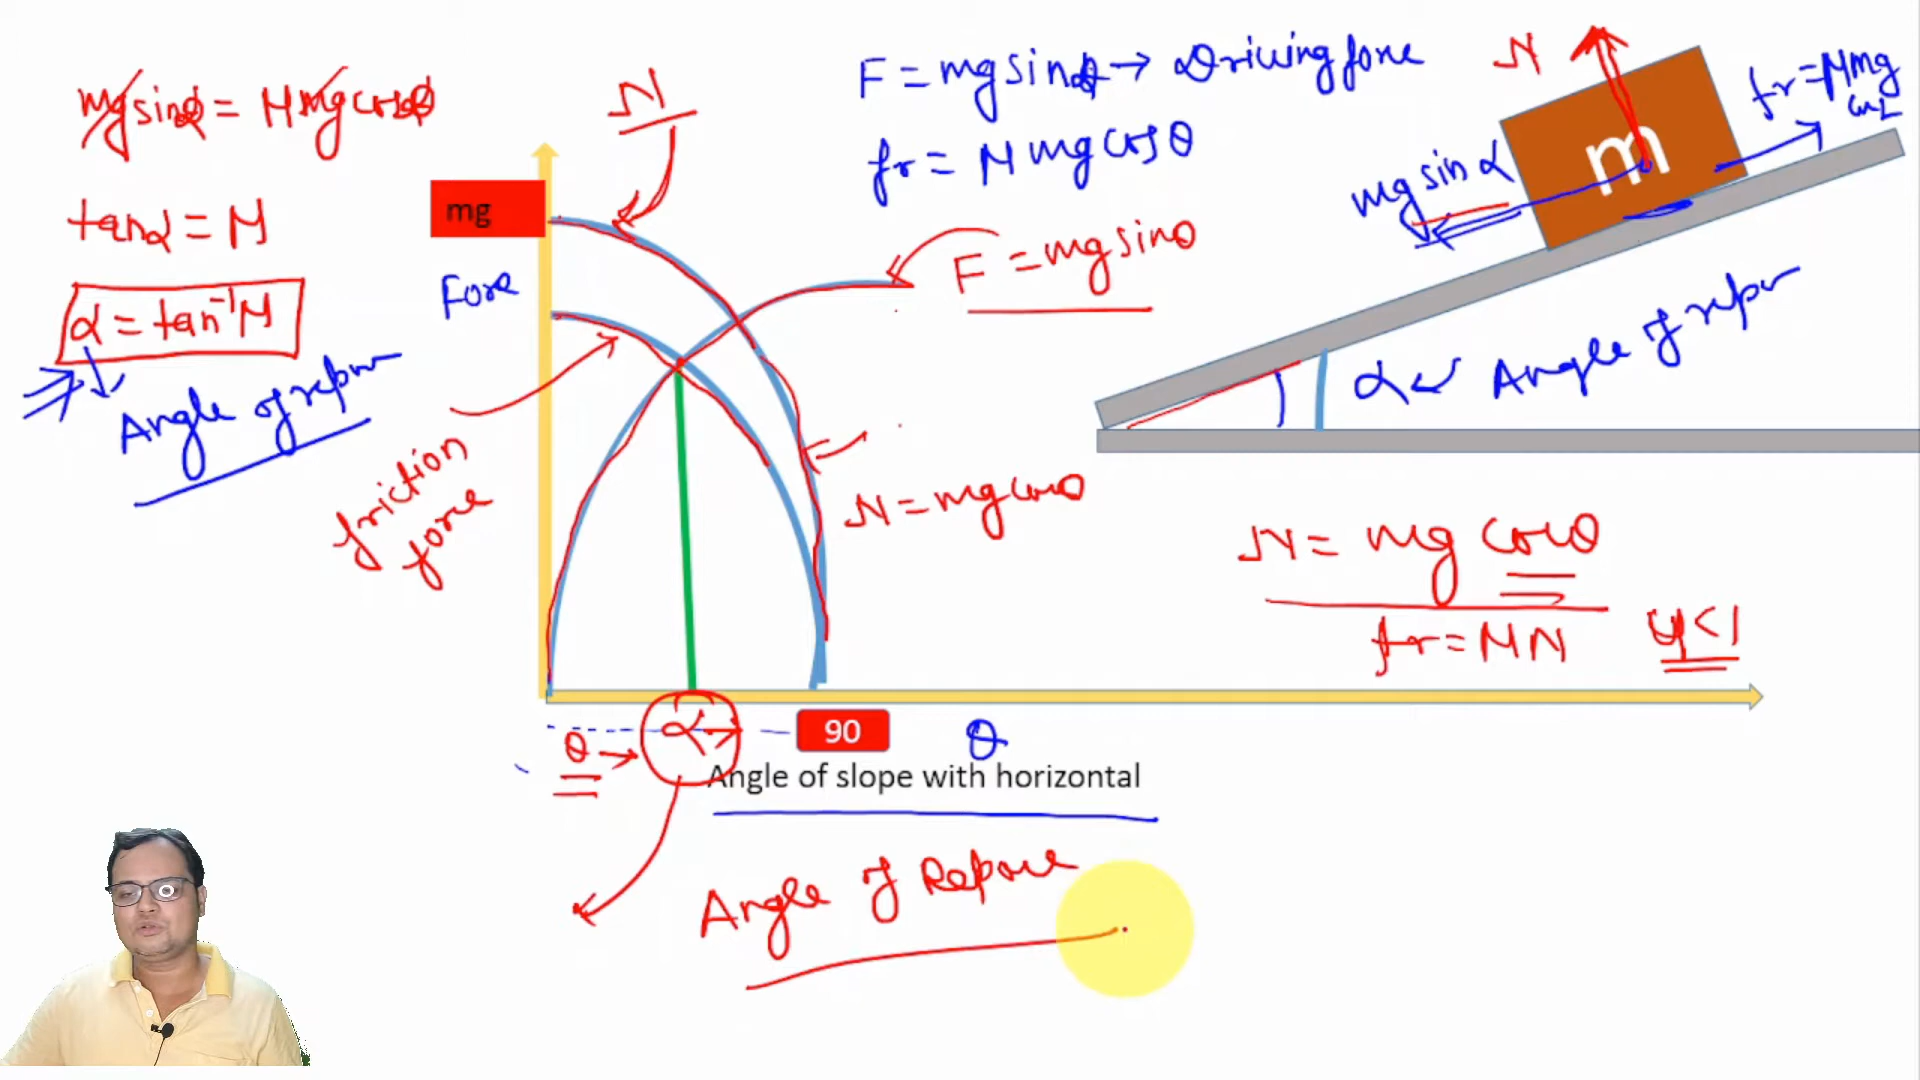 mg sinα = μ mg cosα
tanα = μ
α = tan⁻¹μ
Angle of repose
N
mg
Force
friction
force
F = mg sinα → Driving force
fr = μ mg cosθ
F = mg sinθ
N = mg cosθ
N
m
fr = μmg
cosα
mg sin α
α ← Angle of repose
N = mg cosθ
fr = μN
μ<1
θ → α
90
θ
Angle of slope with horizontal
Angle of Repose